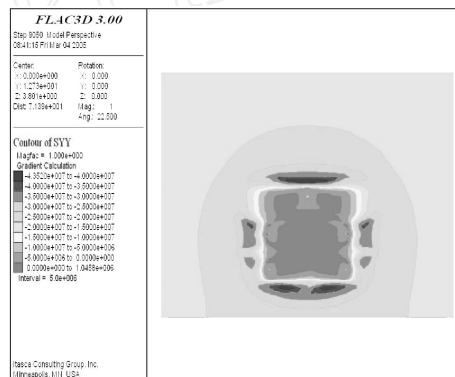 FLAC3D 3.00
Step 9050 Model Perspective
08:41:15 Fri Mar 04 2005
Center: Rotation:
X: 0.000e+000 X: 0.000
Y: 1.273e+001 Y: 0.000
Z: 3.801e+000 Z: 0.000
Dist: 7.139e+001 Mag.: 1
Ang.: 22.500
Contour of SYY
Magfac = 1.000e+000
Gradient Calculation
-4.3520e+007 to -4.0000e+007
-4.0000e+007 to -3.5000e+007
-3.5000e+007 to -3.0000e+007
-3.0000e+007 to -2.5000e+007
-2.5000e+007 to -2.0000e+007
-2.0000e+007 to -1.5000e+007
-1.5000e+007 to -1.0000e+007
-1.0000e+007 to -5.0000e+006
-5.0000e+006 to 0.0000e+000
0.0000e+000 to 1.0458e+006
Interval = 5.0e+006
Itasca Consulting Group, Inc.
Minneapolis, MN USA